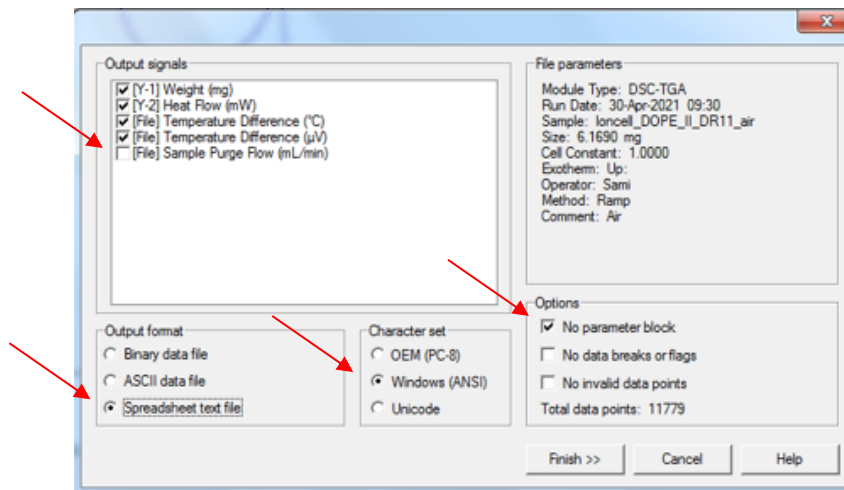 Output signals
[Y-1] Weight (mg)
[Y-2] Heat Flow (mW)
[File] Temperature Difference (°C)
[File] Temperature Difference (µV)
[File] Sample Purge Flow (mL/min)
File parameters
Module Type: DSC-TGA
Run Date: 30-Apr-2021 09:30
Sample: Ioncell_DOPE_II_DR11_air
Size: 6.1690 mg
Cell Constant: 1.0000
Exotherm: Up:
Operator: Sami
Method: Ramp
Comment: Air
Output format
Binary data file
ASCII data file
Spreadsheet text file
Character set
OEM (PC-8)
Windows (ANSI)
Unicode
Options
No parameter block
No data breaks or flags
No invalid data points
Total data points: 11779
Finish >>
Cancel
Help